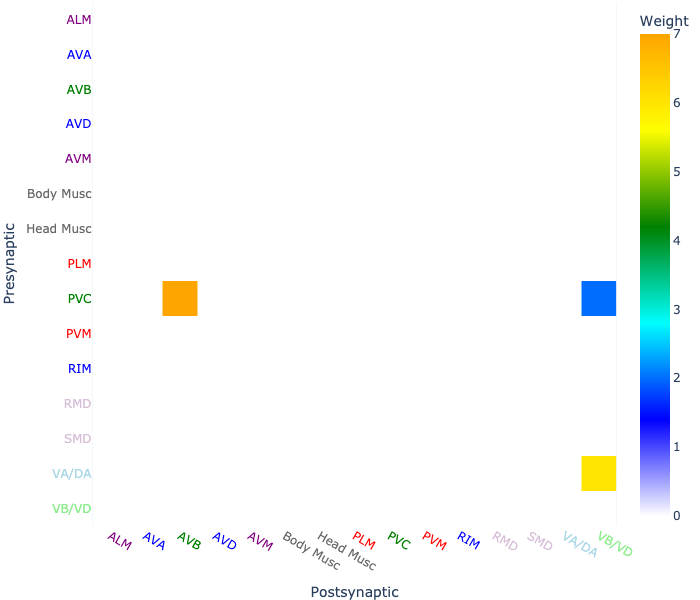 Weight
7
6
5
4
3
2
1
0
Presynaptic
ALM
AVA
AVB
AVD
AVM
Body Musc
Head Musc
PLM
PVC
PVM
RIM
RMD
SMD
VA/DA
VB/VD
ALM
AVA
AVB
AVD
AVM
Body Musc
Head Musc
PLM
PVC
PVM
RIM
RMD
SMD
VA/DA
VB/VD
Postsynaptic